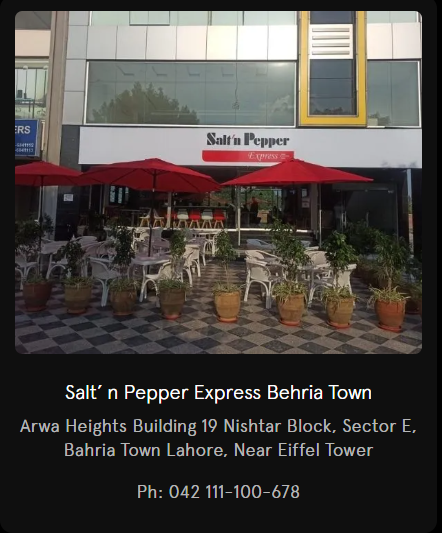 ERS
Salt'n Pepper
Express
Salt’ n Pepper Express Behria Town
Arwa Heights Building 19 Nishtar Block, Sector E,
Bahria Town Lahore, Near Eiffel Tower
Ph: 042 111-100-678